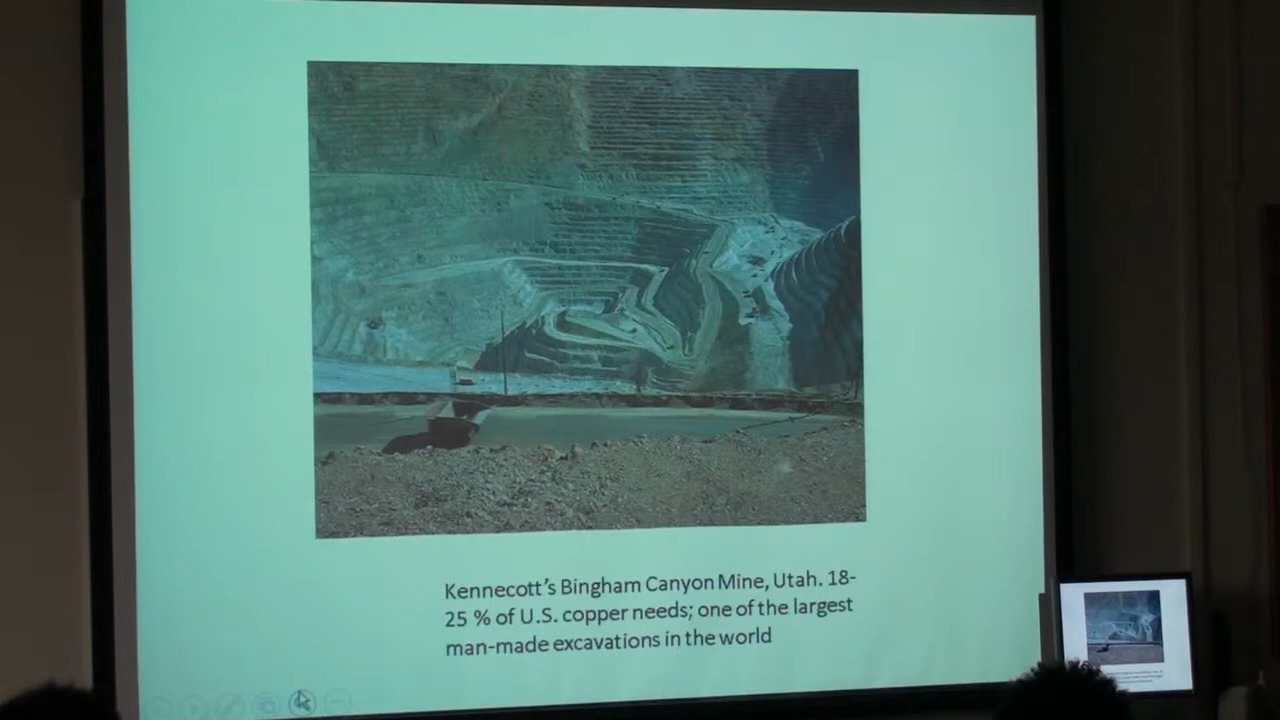 Kennecott's Bingham Canyon Mine, Utah. 18-
25 % of U.S. copper needs; one of the largest
man-made excavations in the world